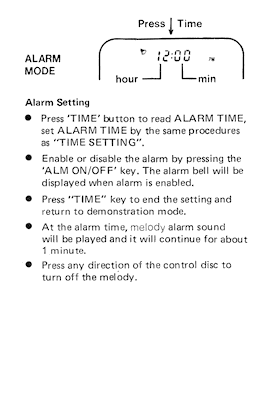 Press Time
ALARM
MODE
12:00 PM
hour min
Alarm Setting
● Press 'TIME' button to read ALARM TIME,
set ALARM TIME by the same procedures
as "TIME SETTING".
● Enable or disable the alarm by pressing the
'ALM ON/OFF' key. The alarm bell will be
displayed when alarm is enabled.
● Press "TIME" key to end the setting and
return to demonstration mode.
● At the alarm time, melody alarm sound
will be played and it will continue for about
1 minute.
● Press any direction of the control disc to
turn off the melody.